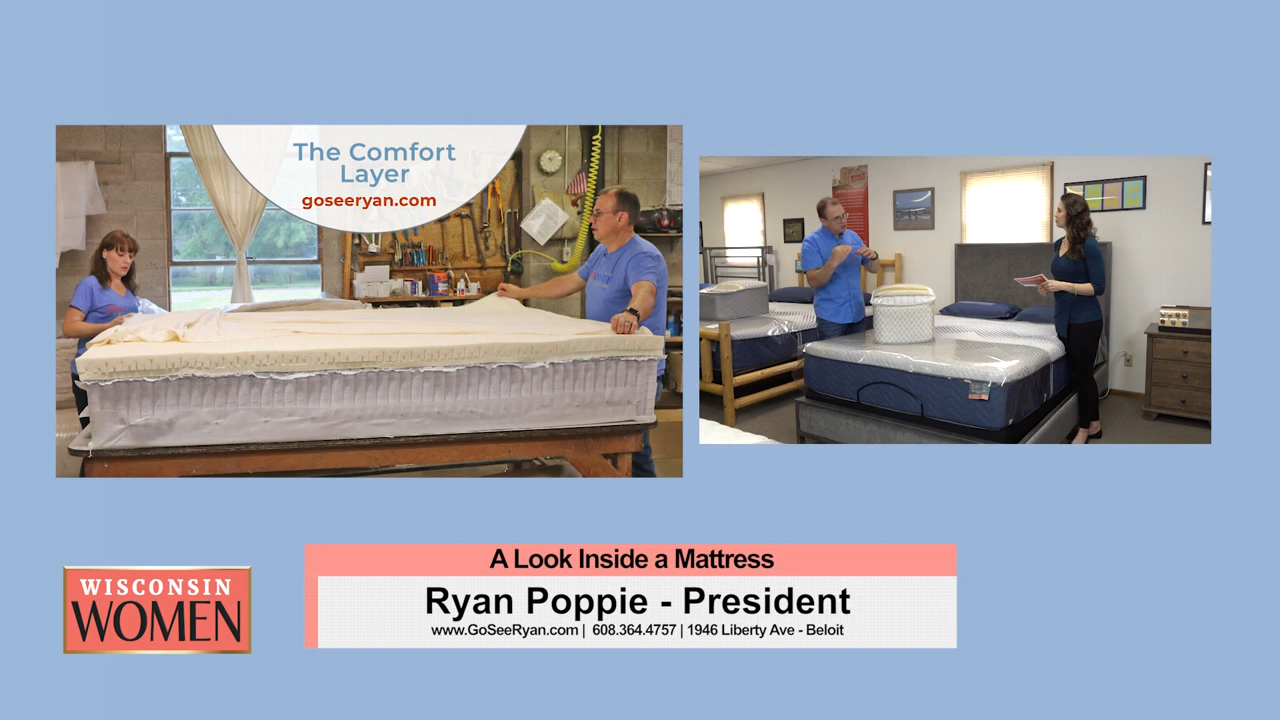 The Comfort
Layer
goseeryan.com
A Look Inside a Mattress
Ryan Poppie - President
www.GoSeeRyan.com | 608.364.4757 | 1946 Liberty Ave - Beloit
WISCONSIN
WOMEN